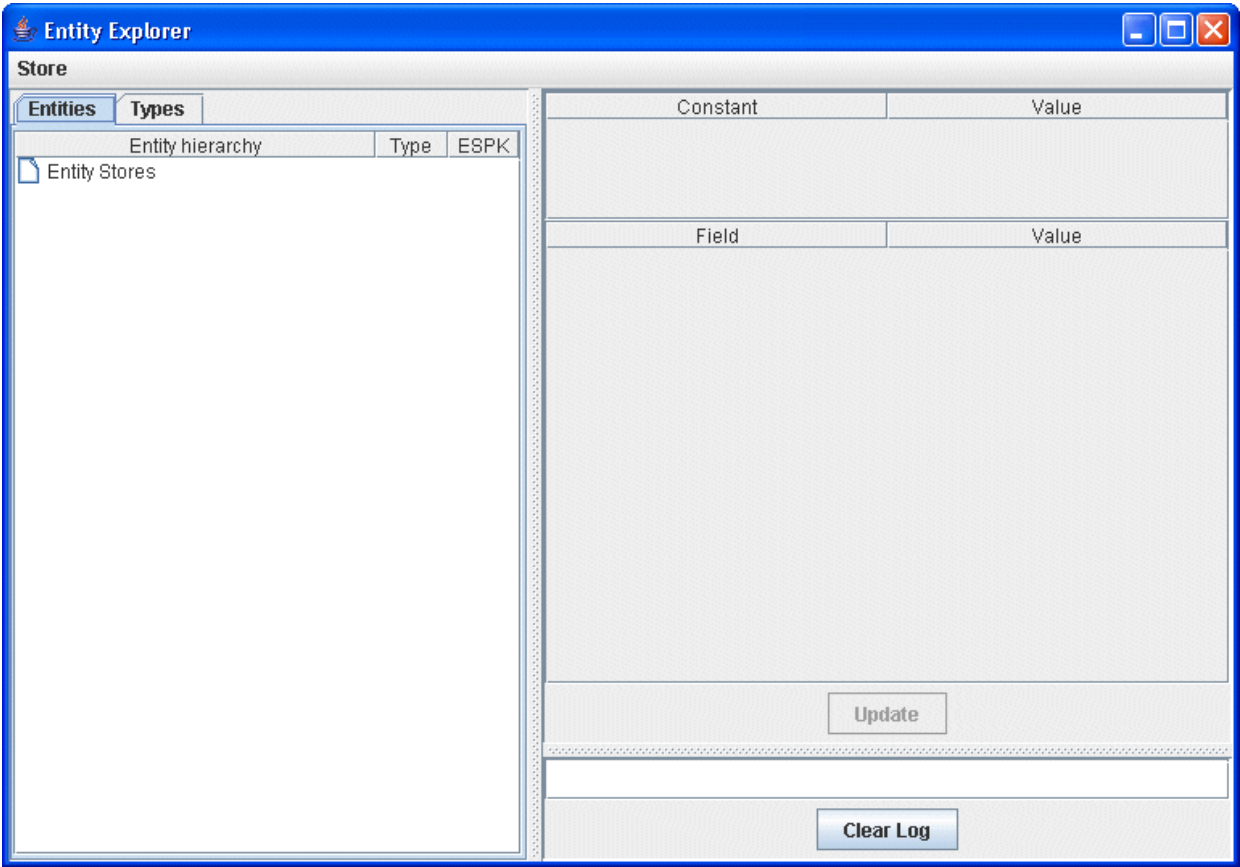 Entity Explorer
Store
Entities Types
Entity hierarchy Type ESPK
Entity Stores
Constant Value
Field Value
Update
Clear Log